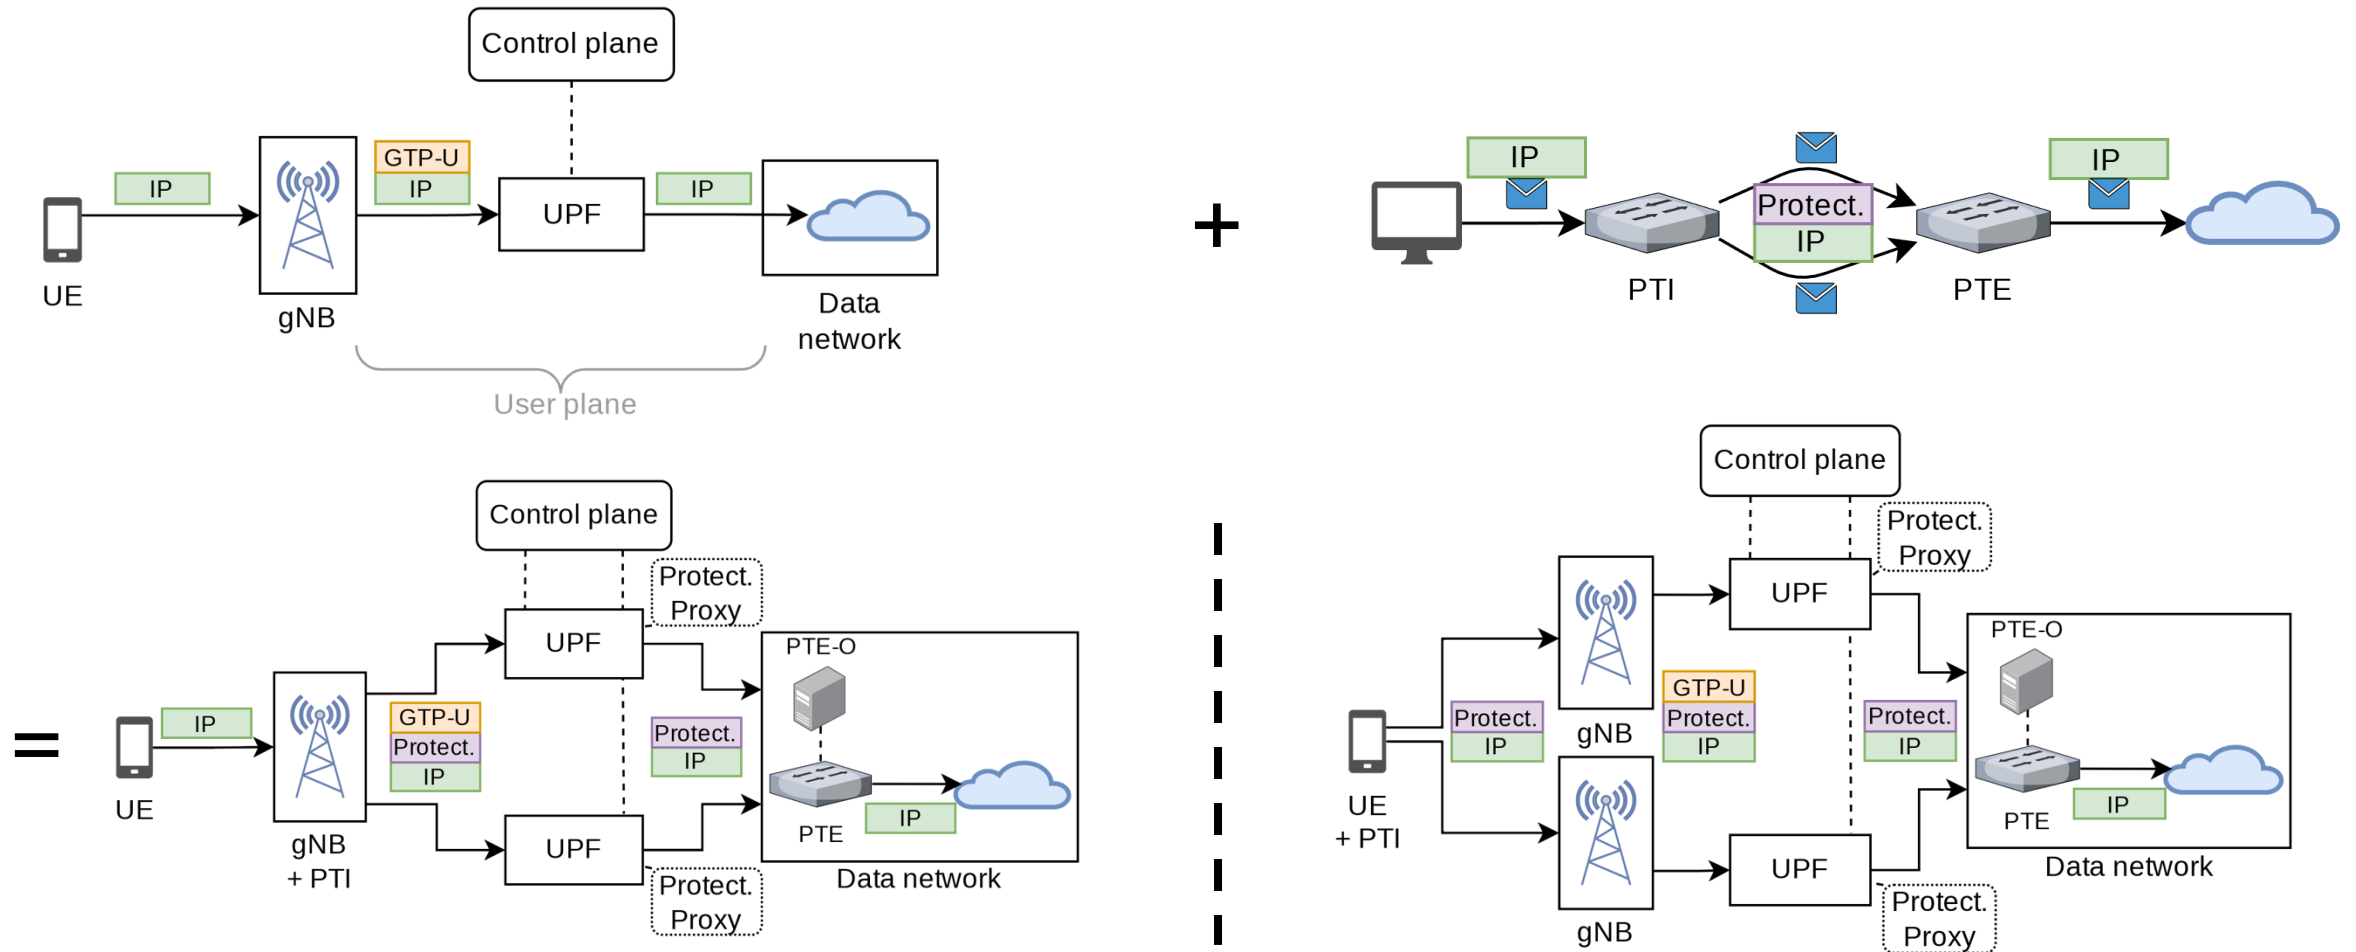 Control plane
IP
GTP-U
IP
UPF
IP
UE
gNB
Data
network
User plane
+
IP
Protect.
IP
IP
PTI
PTE
=
Control plane
Protect.
Proxy
UPF
IP
GTP-U
Protect.
IP
Protect.
IP
PTE-O
PTE
IP
UE
gNB
+ PTI
UPF
Protect.
Proxy
Data network
Control plane
Protect.
Proxy
UPF
gNB
Protect.
IP
GTP-U
Protect.
IP
Protect.
IP
PTE-O
PTE
IP
UE
+ PTI
gNB
UPF
Protect.
Proxy
Data network